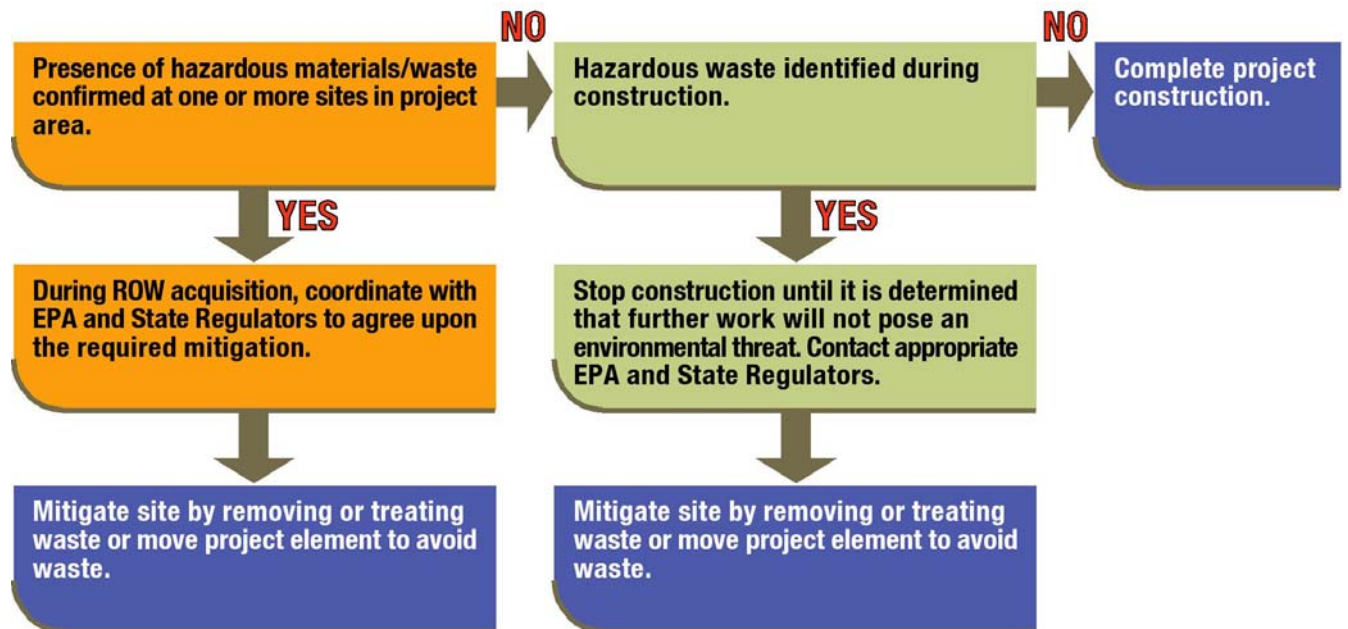 NO
NO
Presence of hazardous materials/waste
confirmed at one or more sites in project
area.
Hazardous waste identified during
construction.
Complete project
construction.
YES
YES
During ROW acquisition, coordinate with
EPA and State Regulators to agree upon
the required mitigation.
Stop construction until it is determined
that further work will not pose an
environmental threat. Contact appropriate
EPA and State Regulators.
Mitigate site by removing or treating
waste or move project element to avoid
waste.
Mitigate site by removing or treating
waste or move project element to avoid
waste.